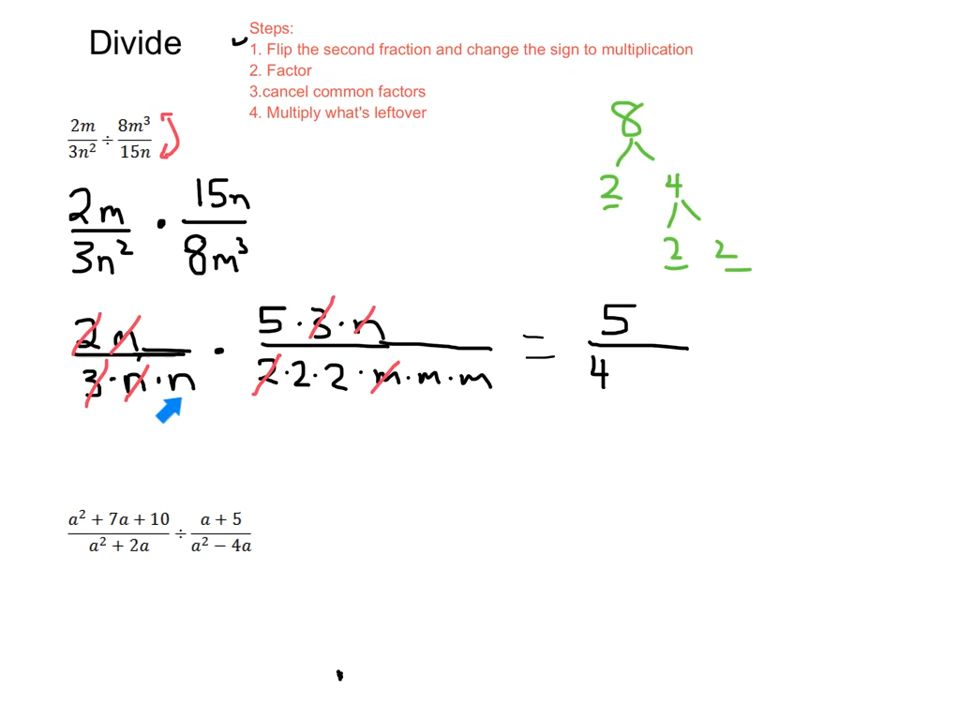 Divide
Steps:
1. Flip the second fraction and change the sign to multiplication
2. Factor
3.cancel common factors
4. Multiply what's leftover
2m/3n² ÷ 8m³/15n
8
2 4
2 2
2m/3n² · 15n/8m³
2m/3·n·n · 5·3·n/2·2·2·m·m·m = 5/4
a² + 7a + 10/a² + 2a ÷ a + 5/a² − 4a